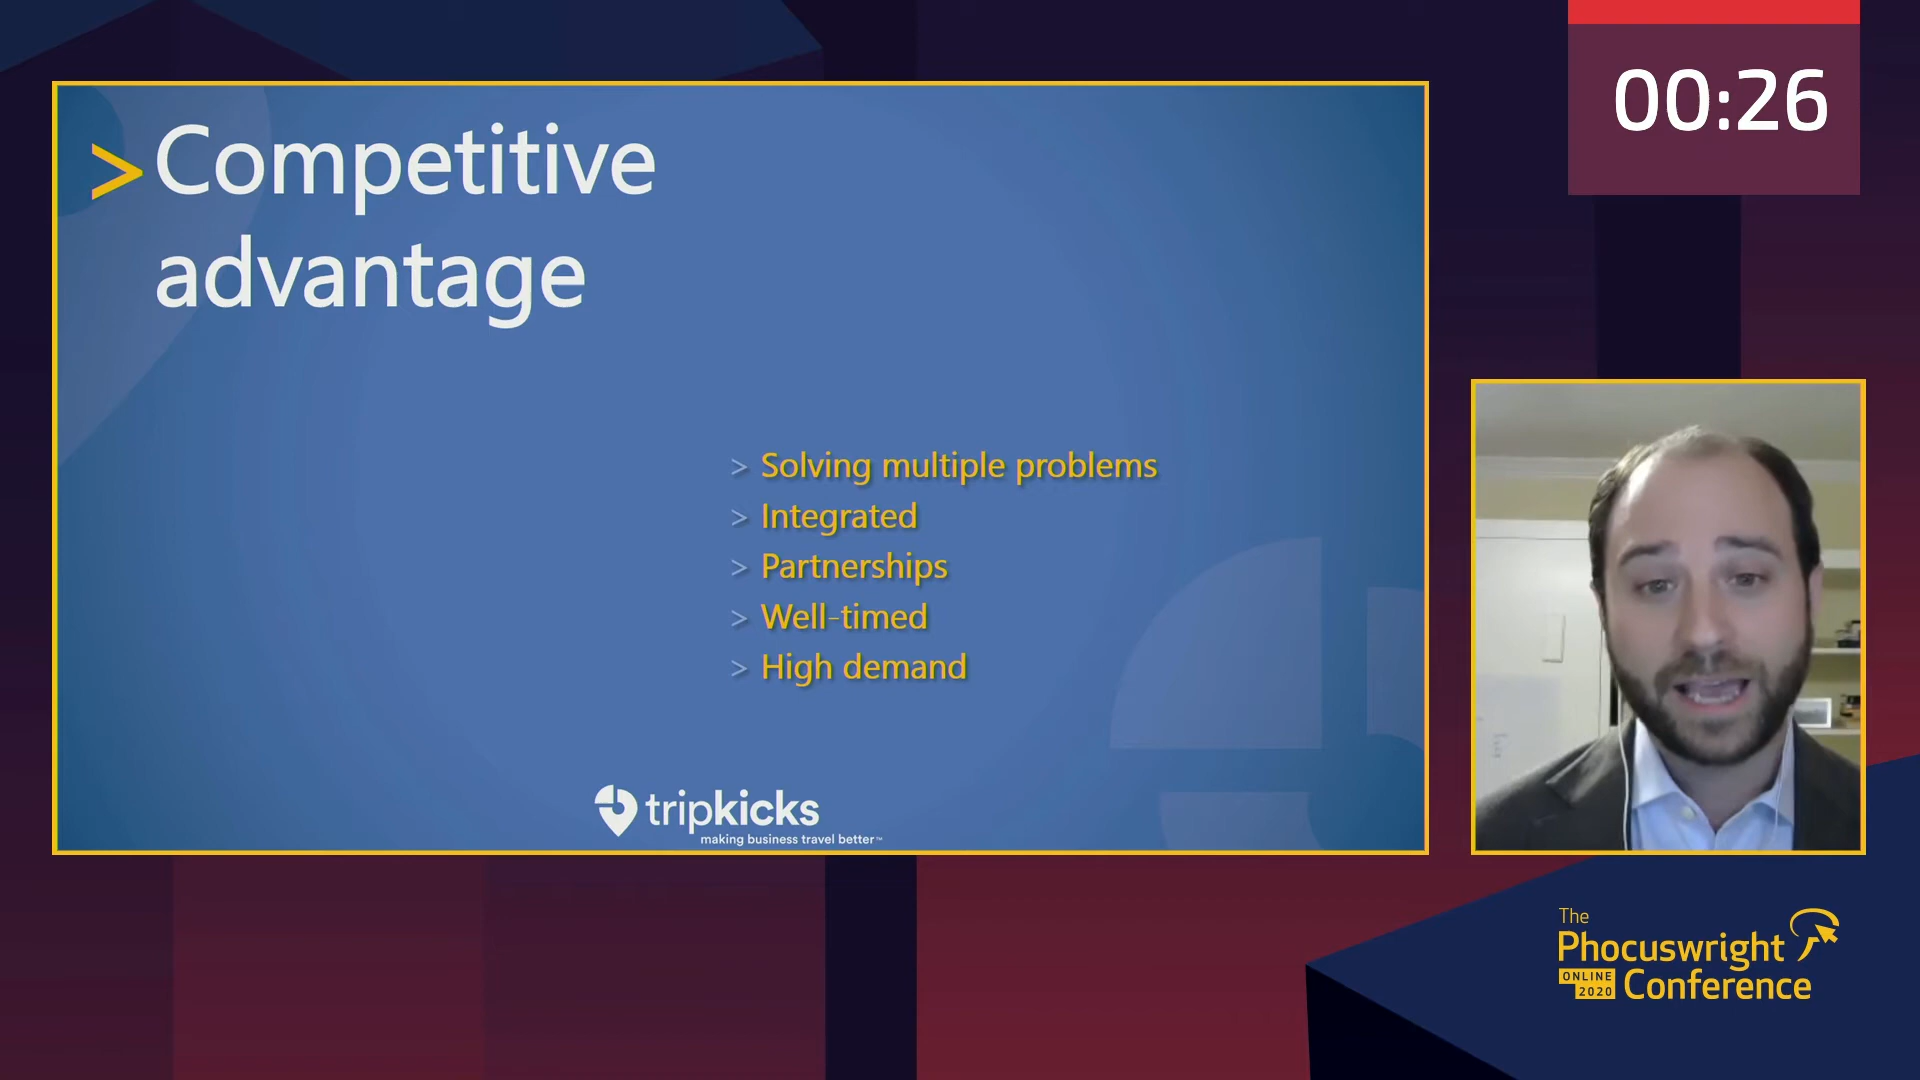 > Competitive
advantage
> Solving multiple problems
> Integrated
> Partnerships
> Well-timed
> High demand
tripkicks
making business travel better™
00:26
The
Phocuswright
ONLINE
2020
Conference